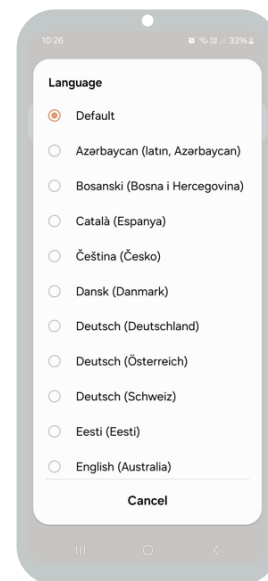 10:26
33%
Language
Default
Azərbaycan (latın, Azərbaycan)
Bosanski (Bosna i Hercegovina)
Català (Espanya)
Čeština (Česko)
Dansk (Danmark)
Deutsch (Deutschland)
Deutsch (Österreich)
Deutsch (Schweiz)
Eesti (Eesti)
English (Australia)
Cancel